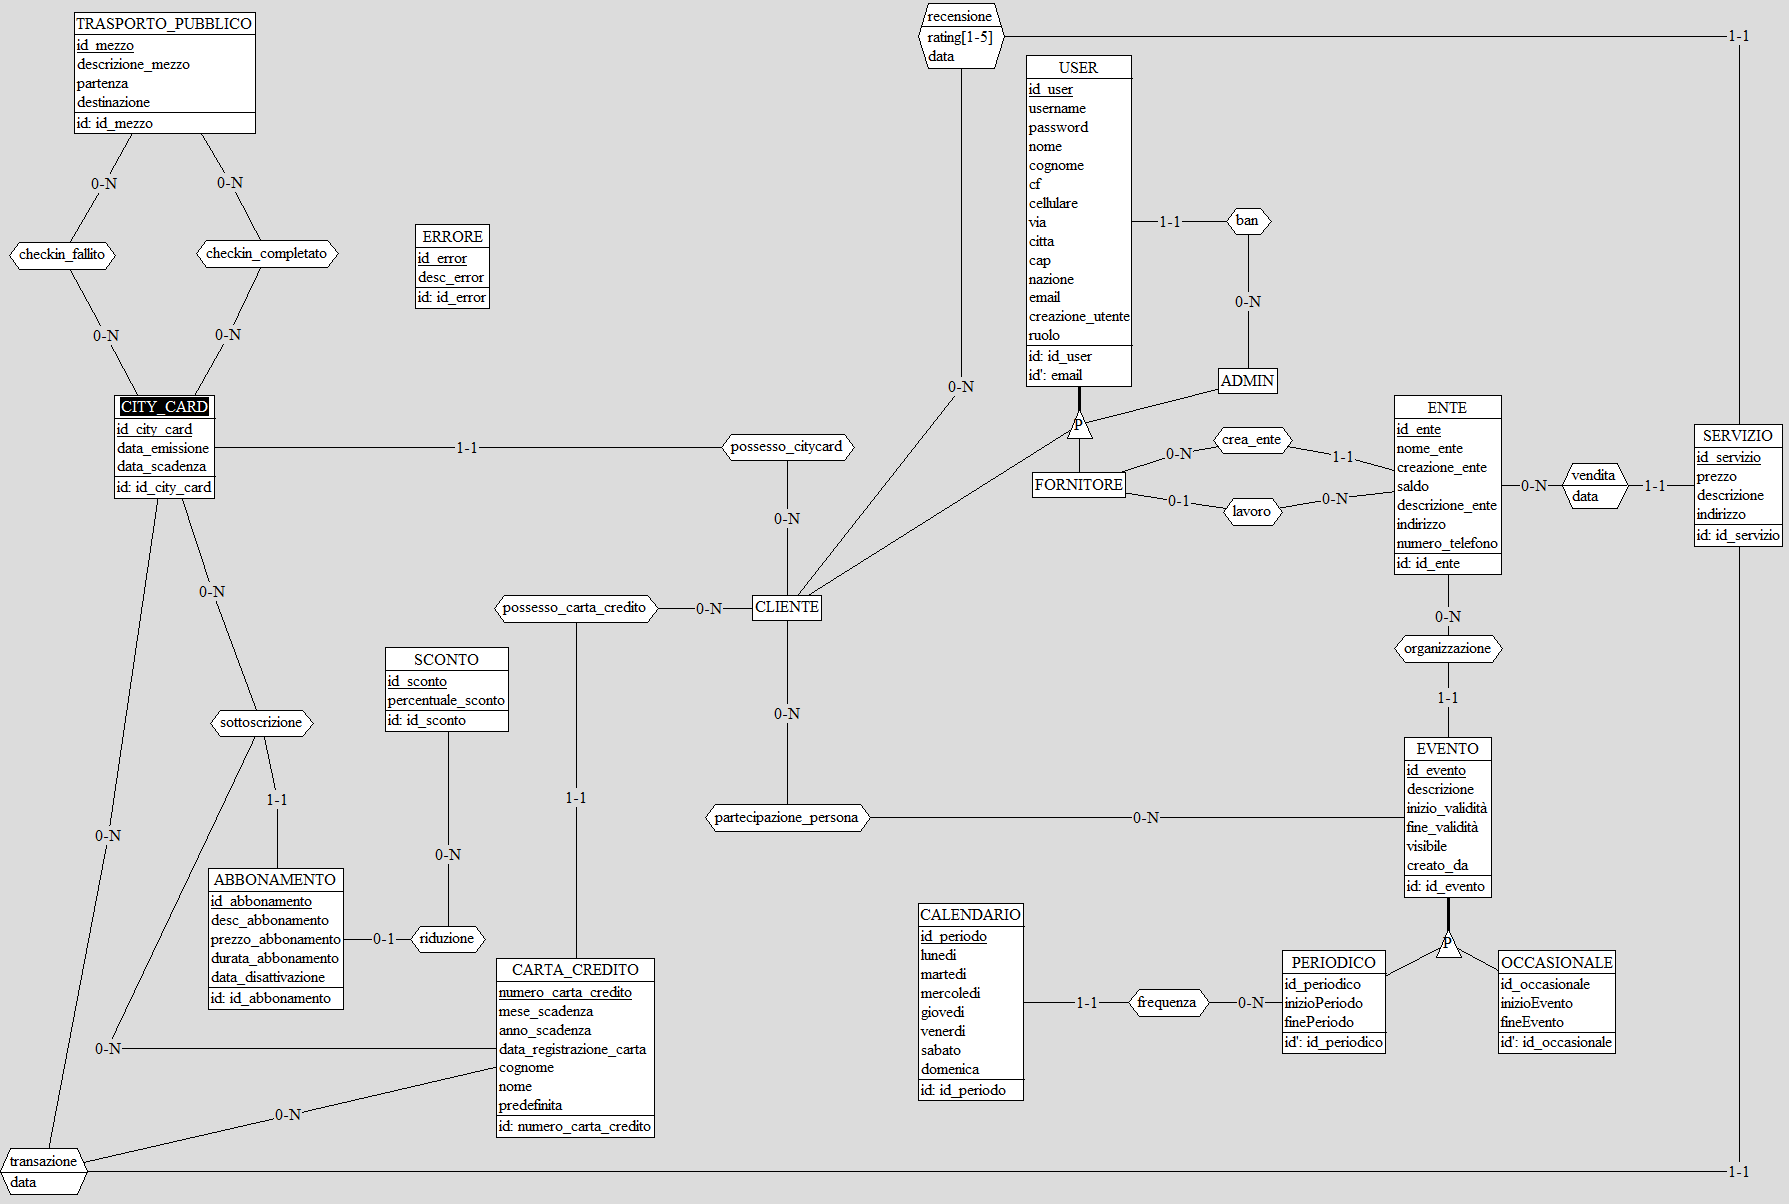 TRASPORTO_PUBBLICO
id_mezzo
descrizione_mezzo
partenza
destinazione
id: id_mezzo
0-N
0-N
checkin_fallito
checkin_completato
0-N
0-N
ERRORE
id_error
desc_error
id: id_error
recensione
rating[1-5]
data
1-1
0-N
USER
id_user
username
password
nome
cognome
cf
cellulare
via
citta
cap
nazione
email
creazione_utente
ruolo
id: id_user
id': email
1-1
ban
0-N
ADMIN
P
FORNITORE
0-N
crea_ente
1-1
0-1
lavoro
0-N
ENTE
id_ente
nome_ente
creazione_ente
saldo
descrizione_ente
indirizzo
numero_telefono
id: id_ente
0-N
vendita
data
1-1
SERVIZIO
id_servizio
prezzo
descrizione
indirizzo
id: id_servizio
CITY_CARD
id_city_card
data_emissione
data_scadenza
id: id_city_card
1-1
possesso_citycard
0-N
CLIENTE
0-N
possesso_carta_credito
1-1
0-N
sottoscrizione
1-1
0-N
SCONTO
id_sconto
percentuale_sconto
id: id_sconto
0-N
riduzione
0-1
ABBONAMENTO
id_abbonamento
desc_abbonamento
prezzo_abbonamento
durata_abbonamento
data_disattivazione
id: id_abbonamento
0-N
partecipazione_persona
0-N
0-N
organizzazione
1-1
EVENTO
id_evento
descrizione
inizio_validità
fine_validità
visibile
creato_da
id: id_evento
P
PERIODICO
id_periodico
inizioPeriodo
finePeriodo
id': id_periodico
OCCASIONALE
id_occasionale
inizioEvento
fineEvento
id': id_occasionale
CALENDARIO
id_periodo
lunedi
martedi
mercoledi
giovedi
venerdi
sabato
domenica
id: id_periodo
1-1
frequenza
0-N
CARTA_CREDITO
numero_carta_credito
mese_scadenza
anno_scadenza
data_registrazione_carta
cognome
nome
predefinita
id: numero_carta_credito
0-N
0-N
transazione
data
1-1